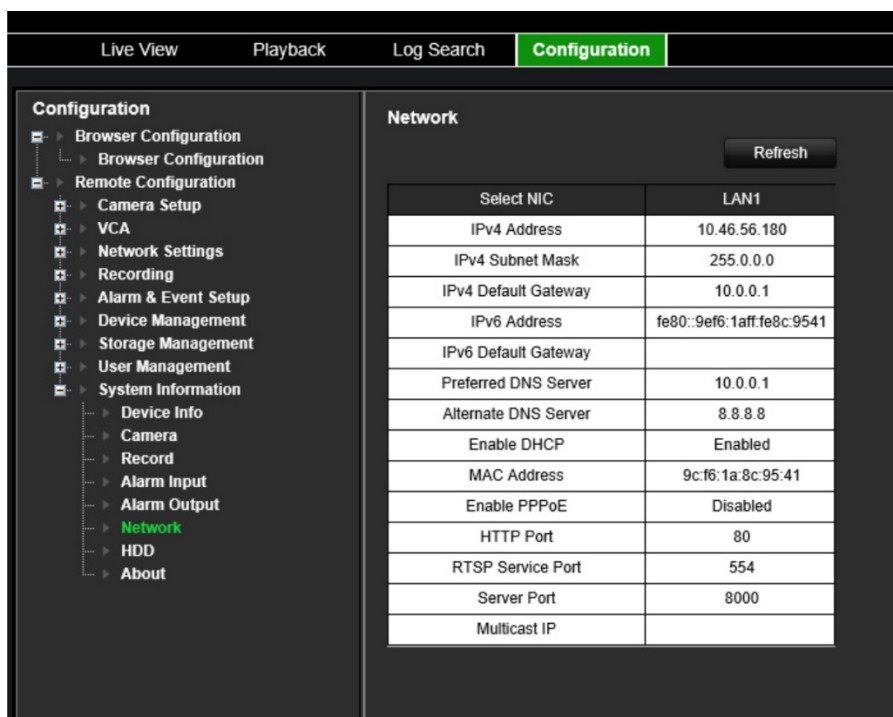 Live View Playback Log Search Configuration
Configuration
Browser Configuration
Browser Configuration
Remote Configuration
Camera Setup
VCA
Network Settings
Recording
Alarm & Event Setup
Device Management
Storage Management
User Management
System Information
Device Info
Camera
Record
Alarm Input
Alarm Output
Network
HDD
About
Network
Refresh
Select NIC LAN1
IPv4 Address 10.46.56.180
IPv4 Subnet Mask 255.0.0.0
IPv4 Default Gateway 10.0.0.1
IPv6 Address fe80::9ef6:1aff:fe8c:9541
IPv6 Default Gateway
Preferred DNS Server 10.0.0.1
Alternate DNS Server 8.8.8.8
Enable DHCP Enabled
MAC Address 9c:f6:1a:8c:95:41
Enable PPPoE Disabled
HTTP Port 80
RTSP Service Port 554
Server Port 8000
Multicast IP